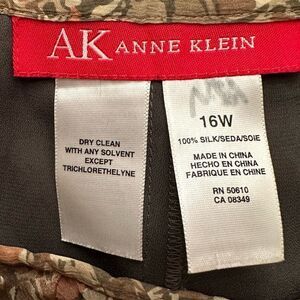 AK ANNE KLEIN
DRY CLEAN
WITH ANY SOLVENT
EXCEPT
TRICHLORETHELYNE
16W
100% SILK/SEDA/SOIE
MADE IN CHINA
HECHO EN CHINA
FABRIQUE EN CHINE
RN 50610
CA 08349